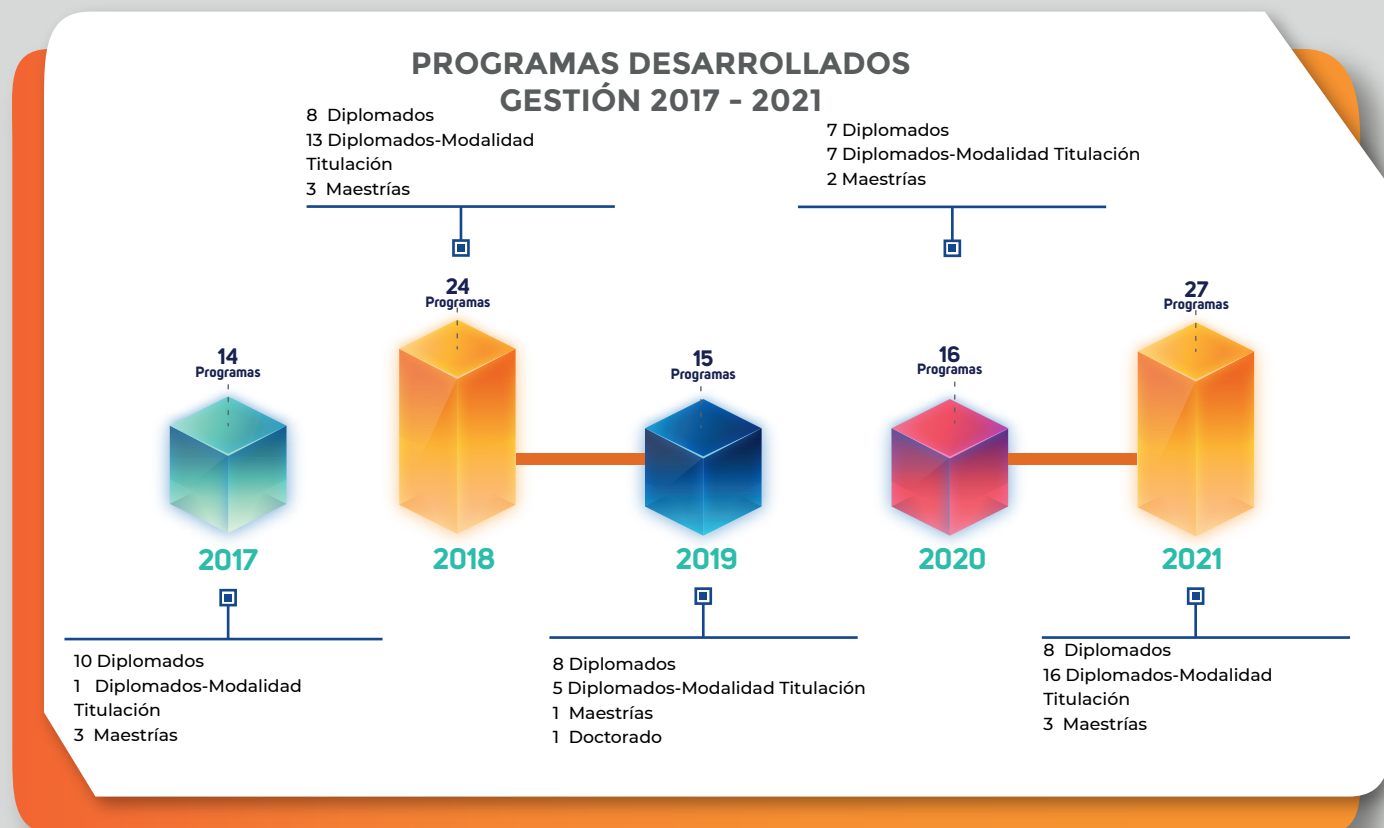 PROGRAMAS DESARROLLADOS
GESTIÓN 2017 - 2021
8 Diplomados
13 Diplomados-Modalidad
Titulación
3 Maestrías
7 Diplomados
7 Diplomados-Modalidad Titulación
2 Maestrías
14
Programas
24
Programas
15
Programas
16
Programas
27
Programas
2017
2018
2019
2020
2021
10 Diplomados
1 Diplomados-Modalidad
Titulación
3 Maestrías
8 Diplomados
5 Diplomados-Modalidad Titulación
1 Maestrías
1 Doctorado
8 Diplomados
16 Diplomados-Modalidad
Titulación
3 Maestrías